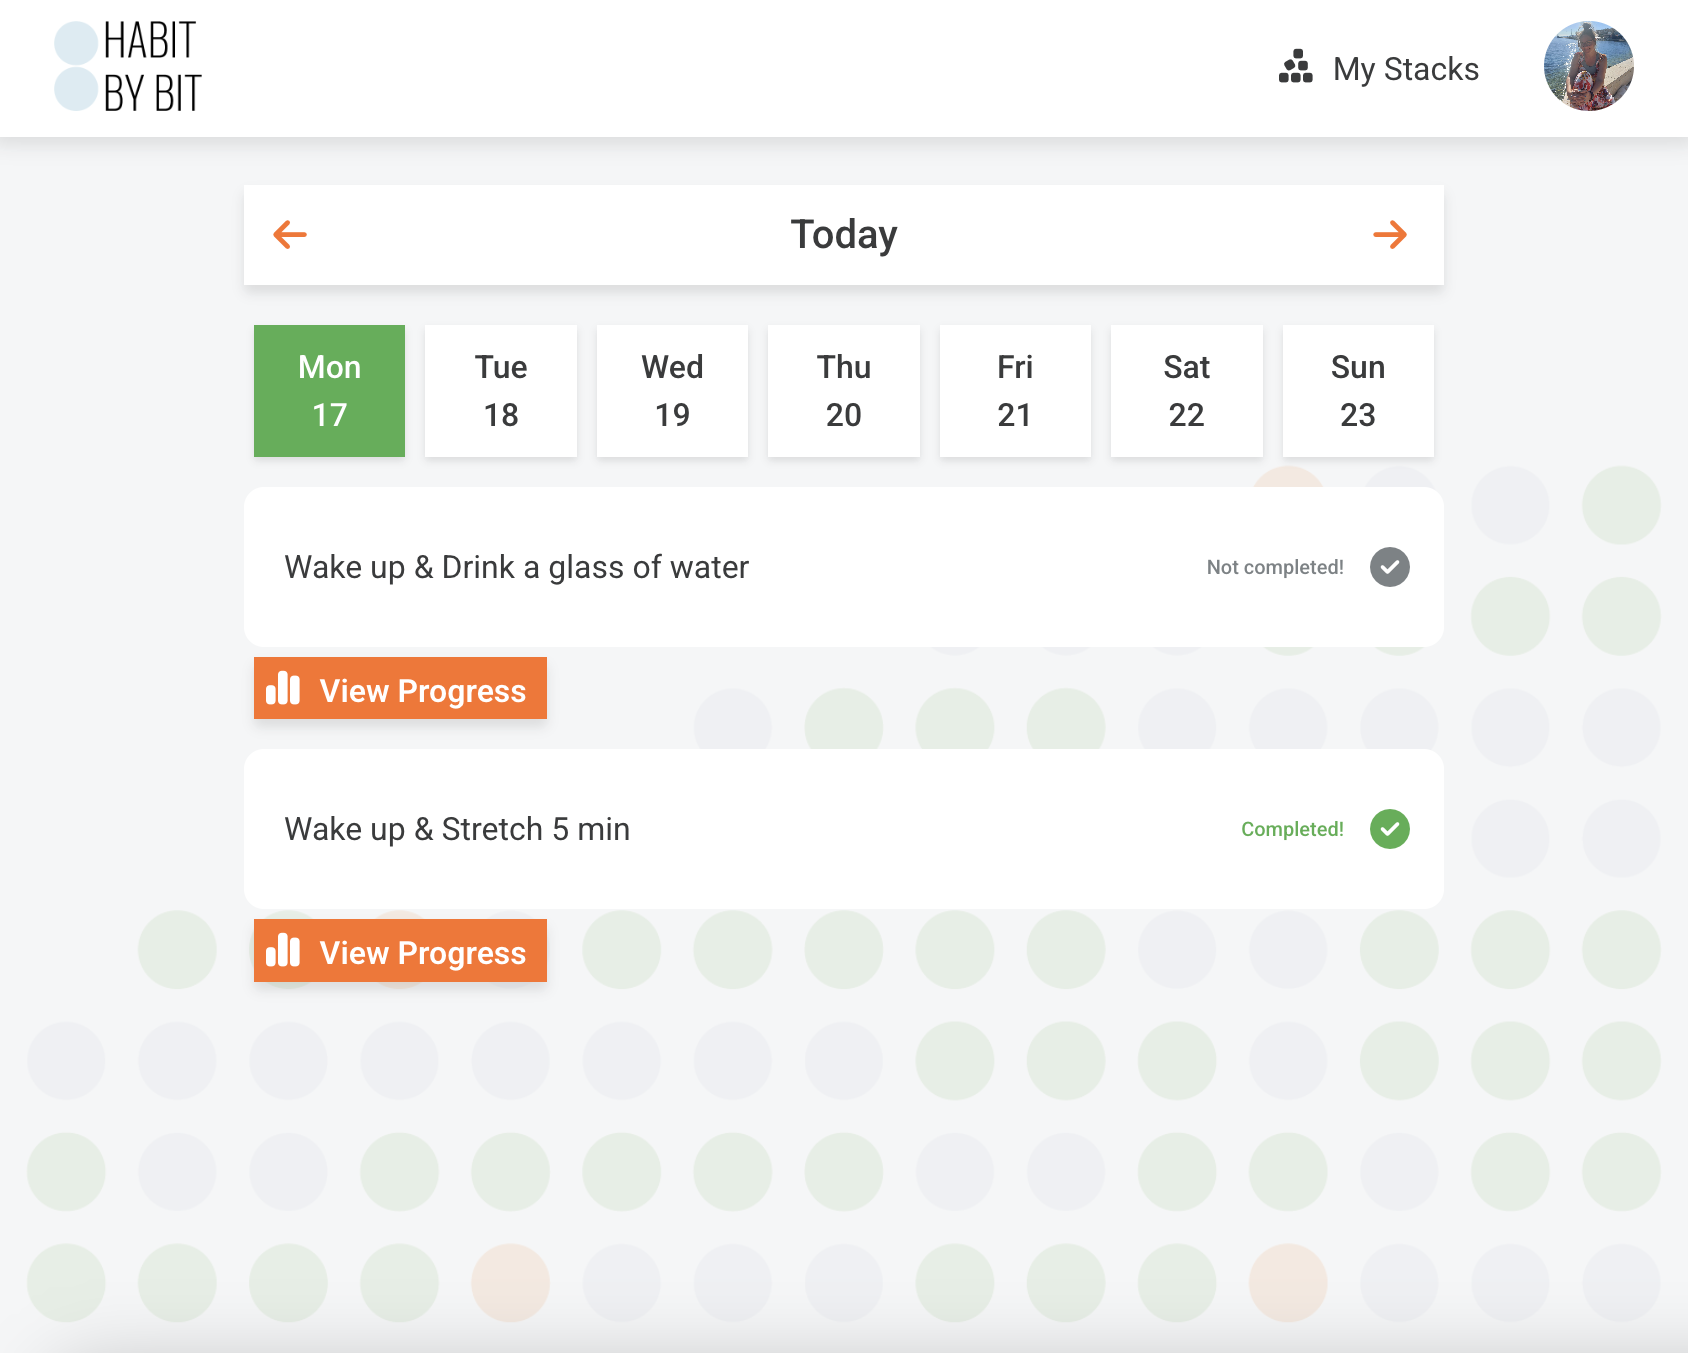 HABIT
BY BIT
My Stacks
Today
Mon Tue Wed Thu Fri Sat Sun
17 18 19 20 21 22 23
Wake up & Drink a glass of water Not completed!
View Progress
Wake up & Stretch 5 min Completed!
View Progress